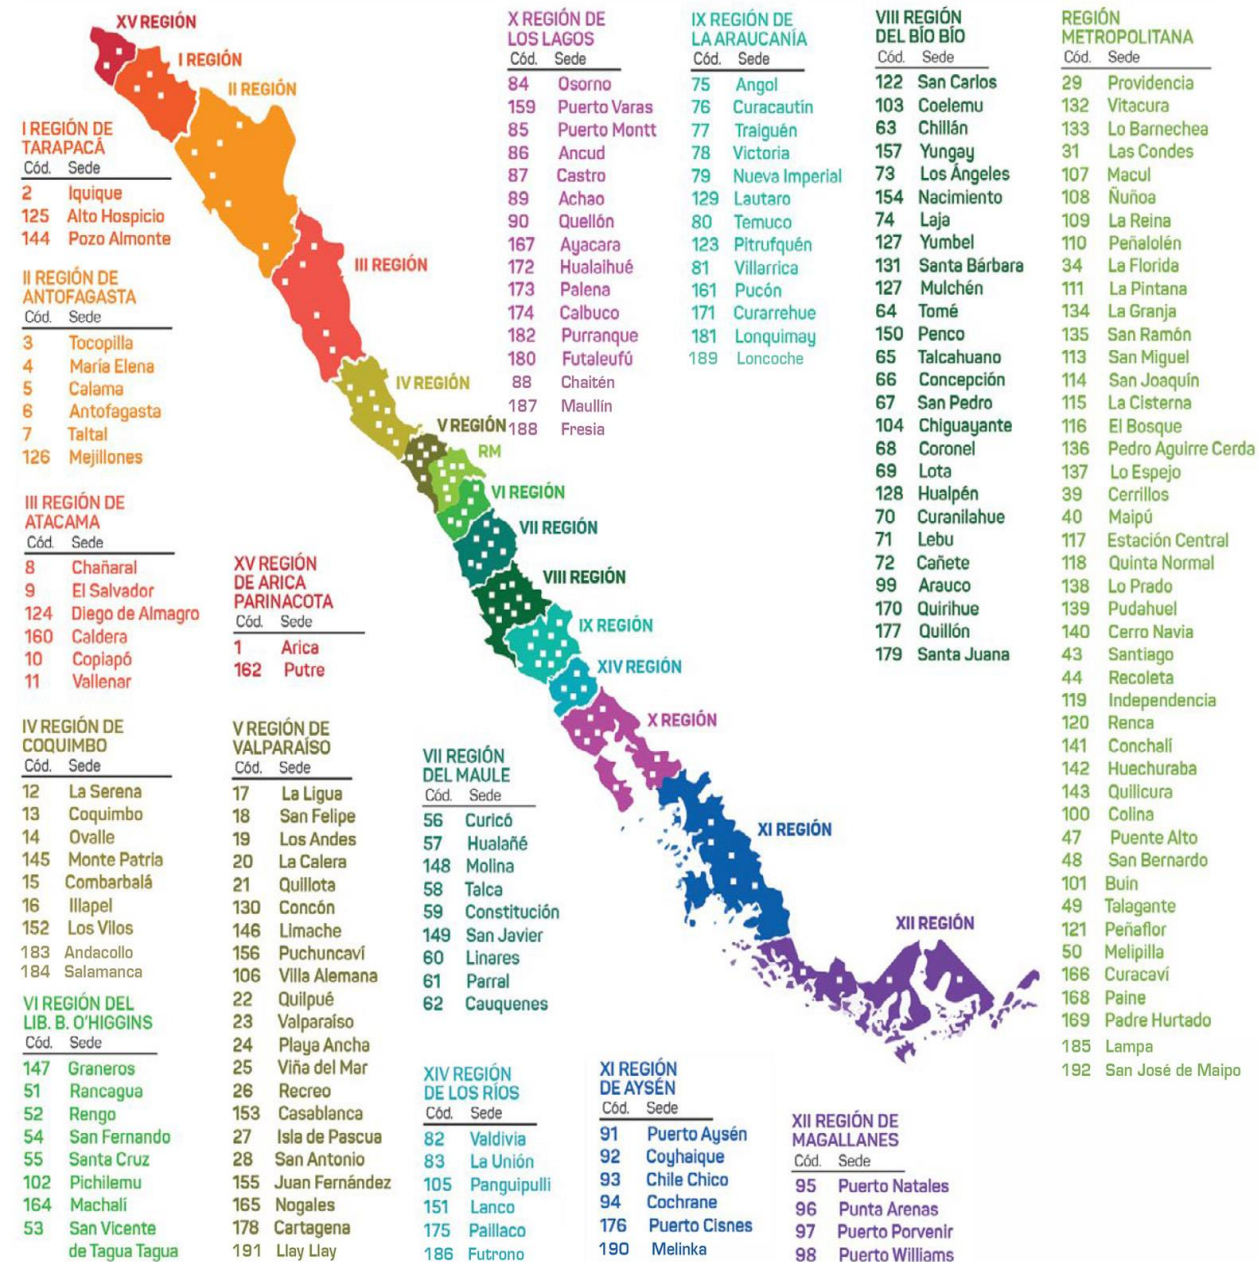 XV REGIÓN
I REGIÓN
II REGIÓN
III REGIÓN
IV REGIÓN
V REGIÓN
RM
VI REGIÓN
VII REGIÓN
VIII REGIÓN
IX REGIÓN
XIV REGIÓN
X REGIÓN
XI REGIÓN
XII REGIÓN
I REGIÓN DE
TARAPACÁ
Cód. Sede
2 Iquique
125 Alto Hospicio
144 Pozo Almonte
II REGIÓN DE
ANTOFAGASTA
Cód. Sede
3 Tocopilla
4 María Elena
5 Calama
6 Antofagasta
7 Taltal
126 Mejillones
III REGIÓN DE
ATACAMA
Cód. Sede
8 Chañaral
9 El Salvador
124 Diego de Almagro
160 Caldera
10 Copiapó
11 Vallenar
XV REGIÓN
DE ARICA
PARINACOTA
Cód. Sede
1 Arica
162 Putre
IV REGIÓN DE
COQUIMBO
Cód. Sede
12 La Serena
13 Coquimbo
14 Ovalle
145 Monte Patria
15 Combarbalá
16 Illapel
152 Los Vilos
183 Andacollo
184 Salamanca
VI REGIÓN DEL
LIB. B. O'HIGGINS
Cód. Sede
147 Graneros
51 Rancagua
52 Rengo
54 San Fernando
55 Santa Cruz
102 Pichilemu
164 Machalí
53 San Vicente
de Tagua Tagua
V REGIÓN DE
VALPARAÍSO
Cód. Sede
17 La Ligua
18 San Felipe
19 Los Andes
20 La Calera
21 Quillota
130 Concón
146 Limache
156 Puchuncaví
106 Villa Alemana
22 Quilpué
23 Valparaíso
24 Playa Ancha
25 Viña del Mar
26 Recreo
153 Casablanca
27 Isla de Pascua
28 San Antonio
155 Juan Fernández
165 Nogales
178 Cartagena
191 Llay Llay
VII REGIÓN
DEL MAULE
Cód. Sede
56 Curicó
57 Hualañé
148 Molina
58 Talca
59 Constitución
149 San Javier
60 Linares
61 Parral
62 Cauquenes
XIV REGIÓN
DE LOS RÍOS
Cód. Sede
82 Valdivia
83 La Unión
105 Panguipulli
151 Lanco
175 Paillaco
186 Futrono
XI REGIÓN
DE AYSÉN
Cód. Sede
91 Puerto Aysén
92 Coyhaique
93 Chile Chico
94 Cochrane
176 Puerto Cisnes
190 Melinka
XII REGIÓN DE
MAGALLANES
Cód. Sede
95 Puerto Natales
96 Punta Arenas
97 Puerto Porvenir
98 Puerto Williams
X REGIÓN DE
LOS LAGOS
Cód. Sede
84 Osorno
159 Puerto Varas
85 Puerto Montt
86 Ancud
87 Castro
89 Achao
90 Quellón
167 Ayacara
172 Hualaihué
173 Palena
174 Calbuco
182 Purranque
180 Futaleufú
88 Chaitén
187 Maullín
188 Fresia
IX REGIÓN DE
LA ARAUCANÍA
Cód. Sede
75 Angol
76 Curacautín
77 Traiguén
78 Victoria
79 Nueva Imperial
129 Lautaro
80 Temuco
123 Pitrufquén
81 Villarrica
161 Pucón
171 Curarrehue
181 Lonquimay
189 Loncoche
VIII REGIÓN
DEL BÍO BÍO
Cód. Sede
122 San Carlos
103 Coelemu
63 Chillán
157 Yungay
73 Los Ángeles
154 Nacimiento
74 Laja
127 Yumbel
131 Santa Bárbara
127 Mulchén
64 Tomé
150 Penco
65 Talcahuano
66 Concepción
67 San Pedro
104 Chiguayante
68 Coronel
69 Lota
128 Hualpén
70 Curanilahue
71 Lebu
72 Cañete
99 Arauco
170 Quirihue
177 Quillón
179 Santa Juana
REGIÓN
METROPOLITANA
Cód. Sede
29 Providencia
132 Vitacura
133 Lo Barnechea
31 Las Condes
107 Macul
108 Ñuñoa
109 La Reina
110 Peñalolén
34 La Florida
111 La Pintana
134 La Granja
135 San Ramón
113 San Miguel
114 San Joaquín
115 La Cisterna
116 El Bosque
136 Pedro Aguirre Cerda
137 Lo Espejo
39 Cerrillos
40 Maipú
117 Estación Central
118 Quinta Normal
138 Lo Prado
139 Pudahuel
140 Cerro Navia
43 Santiago
44 Recoleta
119 Independencia
120 Renca
141 Conchalí
142 Huechuraba
143 Quilicura
100 Colina
47 Puente Alto
48 San Bernardo
101 Buin
49 Talagante
121 Peñaflor
50 Melipilla
166 Curacaví
168 Paine
169 Padre Hurtado
185 Lampa
192 San José de Maipo